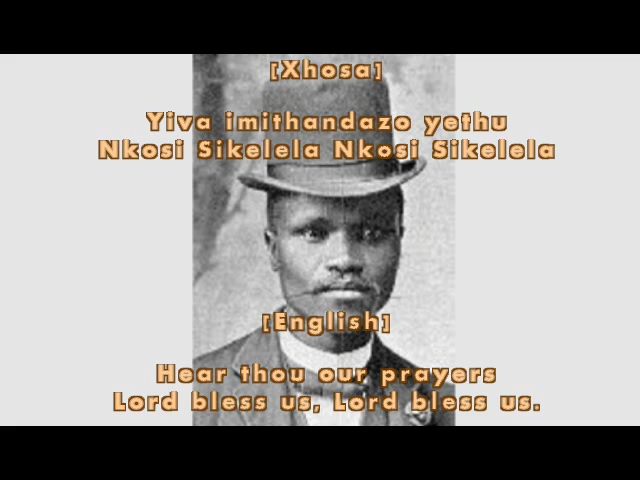 [Xhosa]
Yiva imithandazo yethu
Nkosi Sikelela Nkosi Sikelela
[English]
Hear thou our prayers
Lord bless us, Lord bless us.